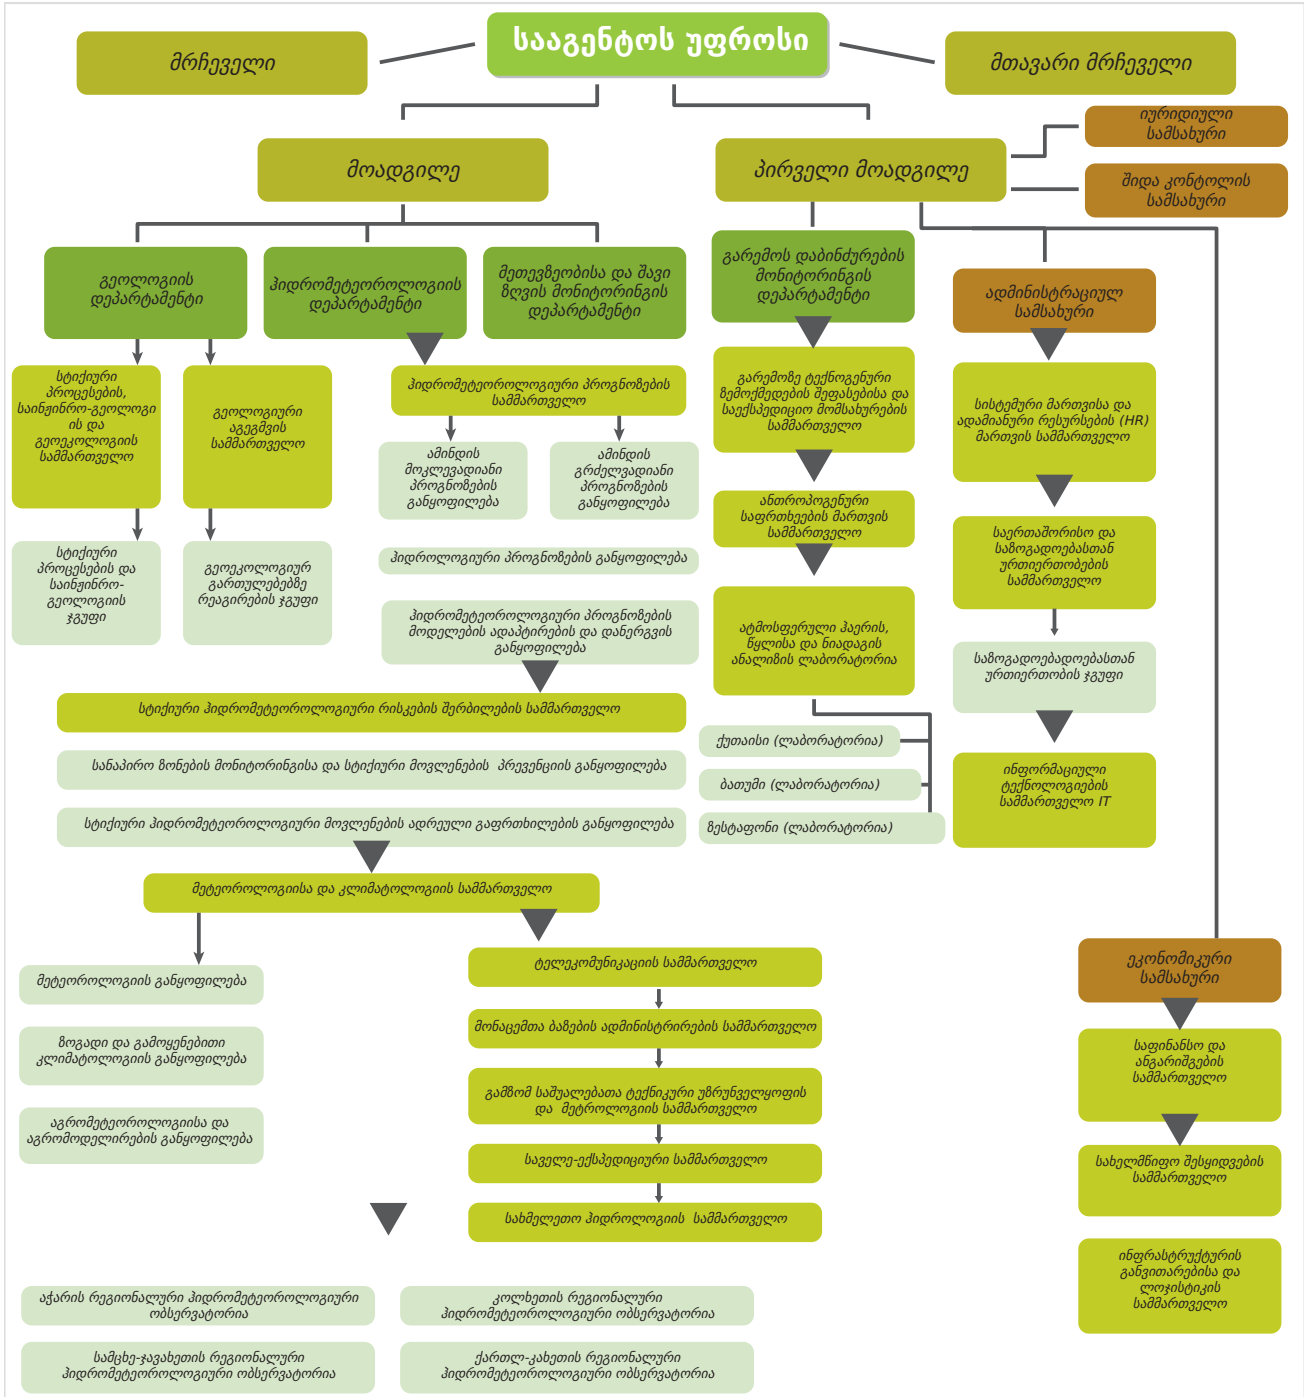 სააგენტოს უფროსი
მრჩეველი
მთავარი მრჩეველი
იურიდიული
სამსახური
მოადგილე
პირველი მოადგილე
შიდა კონტოლის
სამსახური
გეოლოგიის
დეპარტამენტი
ჰიდრომეტეოროლოგიის
დეპარტამენტი
მეთევზეობისა და შავი
ზღვის მონიტორინგის
დეპარტამენტი
გარემოს დაბინძურების
მონიტორინგის
დეპარტამენტი
ადმინისტრაციულ
სამსახური
სტიქიური
პროცესების,
საინჟინრო-გეოლოგი
ის და
გეოეკოლოგიის
სამმართველო
გეოლოგიური
აგეგმვის
სამმართველო
ჰიდრომეტეოროლოგიური პროგნოზების
სამმართველო
ამინდის
მოკლევადიანი
პროგნოზების
განყოფილება
ამინდის
გრძელვადიანი
პროგნოზების
განყოფილება
ჰიდროლოგიური პროგნოზების განყოფილება
ჰიდრომეტეოროლოგიური პროგნოზების
მოდელების ადაპტირების და დანერგვის
განყოფილება
სტიქიური
პროცესების და
საინჟინრო-
გეოლოგიის
ჯგუფი
გეოეკოლოგიურ
გართულებებზე
რეაგირების ჯგუფი
გარემოზე ტექნოგენური
ზემოქმედების შეფასებისა და
საექსპედიციო მომსახურების
სამმართველო
ანთროპოგენური
საფრთხეების მართვის
სამმართველო
ატმოსფერული ჰაერის,
წყლისა და ნიადაგის
ანალიზის ლაბორატორია
ქუთაისი (ლაბორატორია)
ბათუმი (ლაბორატორია)
ზესტაფონი (ლაბორატორია)
სისტემური მართვისა და
ადამიანური რესურსების (HR)
მართვის სამმართველო
საერთაშორისო და
საზოგადოებასთან
ურთიერთობების
სამმართველო
საზოგადოებადოებასთან
ურთიერთობის ჯგუფი
ინფორმაციული
ტექნოლოგიების
სამმართველო IT
სტიქიური ჰიდრომეტეოროლოგიური რისკების შერბილების სამმართველო
სანაპირო ზონების მონიტორინგისა და სტიქიური მოვლენების პრევენციის განყოფილება
სტიქიური ჰიდრომეტეოროლოგიური მოვლენების ადრეული გაფრთხილების განყოფილება
მეტეოროლოგიისა და კლიმატოლოგიის სამმართველო
მეტეოროლოგიის განყოფილება
ზოგადი და გამოყენებითი
კლიმატოლოგიის განყოფილება
აგრომეტეოროლოგიისა და
აგრომოდელირების განყოფილება
ტელეკომუნიკაციის სამმართველო
მონაცემთა ბაზების ადმინისტრირების სამმართველო
გამზომ საშუალებათა ტექნიკური უზრუნველყოფის
და მეტროლოგიის სამმართველო
საველე-ექსპედიციური სამმართველო
სახმელეთო ჰიდროლოგიის სამმართველო
ეკონომიკური
სამსახური
საფინანსო და
ანგარიშგების
სამმართველო
სახელმწიფო შესყიდვების
სამმართველო
ინფრასტრუქტურის
განვითარებისა და
ლოჯისტიკის
სამმართველო
აჭარის რეგიონალური ჰიდრომეტეოროლოგიური
ობსერვატორია
კოლხეთის რეგიონალური
ჰიდრომეტეოროლოგიური ობსერვატორია
სამცხე-ჯავახეთის რეგიონალური
ჰიდრომეტეოროლოგიური ობსერვატორია
ქართლ-კახეთის რეგიონალური
ჰიდრომეტეოროლოგიური ობსერვატორია